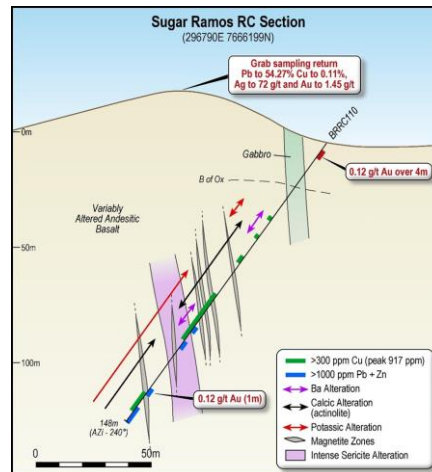 Sugar Ramos RC Section
(296790E 7666199N)
Grab sampling return
Pb to 54.27% Cu to 0.11%,
Ag to 72 g/t and Au to 1.45 g/t
BRRC110
0m
Gabbro
B of Ox
0.12 g/t Au over 4m
Variably
Altered Andesitic
Basalt
50m
100m
148m
(AZi - 240°)
0.12 g/t Au (1m)
0
50m
>300 ppm Cu (peak 917 ppm)
>1000 ppm Pb + Zn
Ba Alteration
Calcic Alteration
(actinolite)
Potassic Alteration
Magnetite Zones
Intense Sericite Alteration